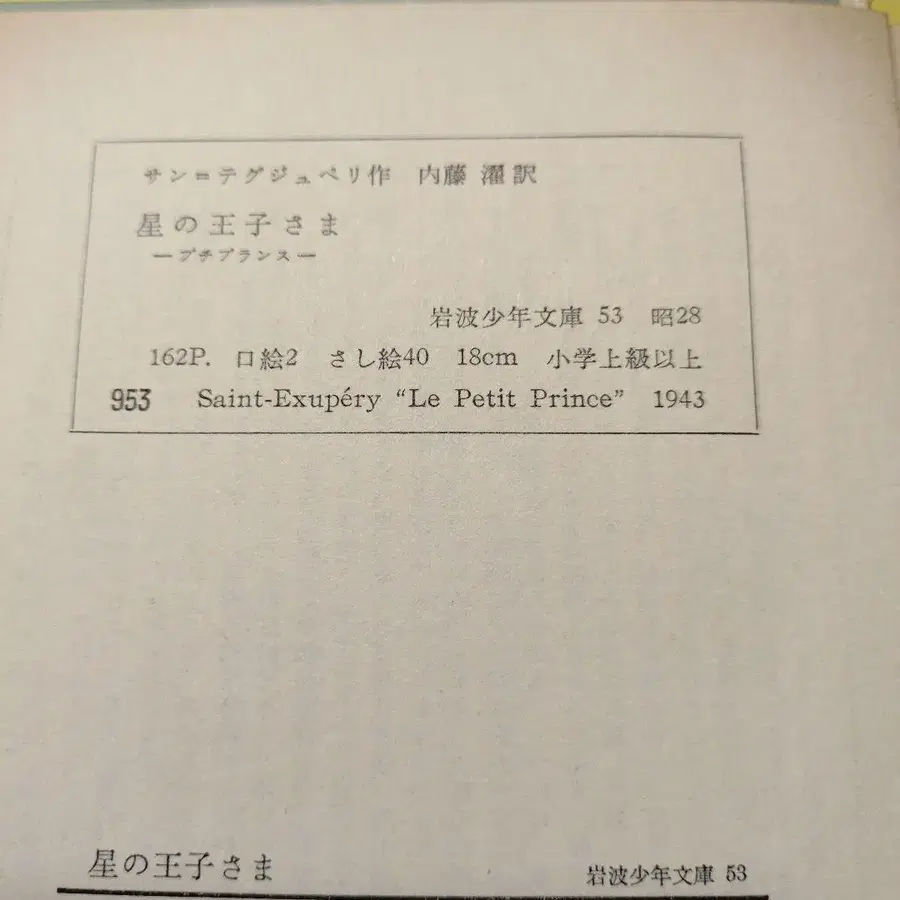 サン＝テグジュペリ作　内藤 濯訳
星の王子さま
―プチプランス―
岩波少年文庫 53　昭28
162P.　口絵2　さし絵40　18cm　小学上級以上
953　Saint-Exupéry “Le Petit Prince”　1943
星の王子さま　岩波少年文庫 53